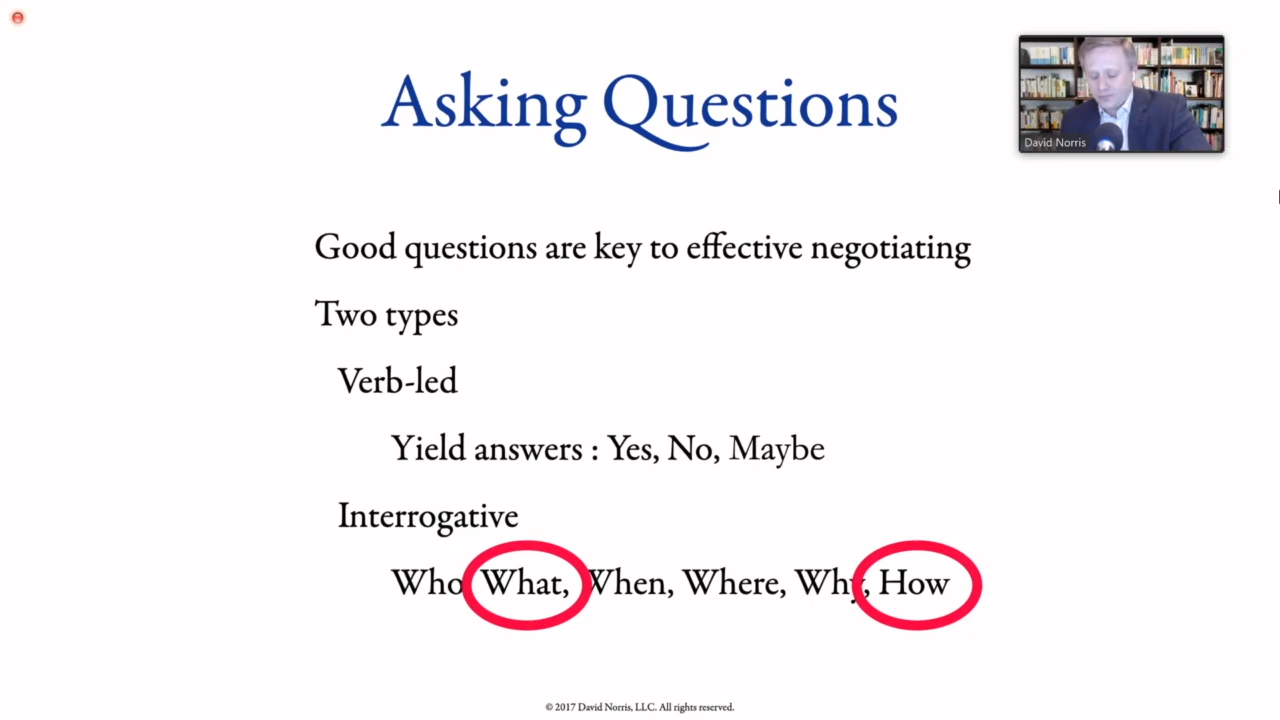 Asking Questions
David Norris
Good questions are key to effective negotiating
Two types
Verb-led
Yield answers : Yes, No, Maybe
Interrogative
Who What, When, Where, Why, How
© 2017 David Norris, LLC. All rights reserved.